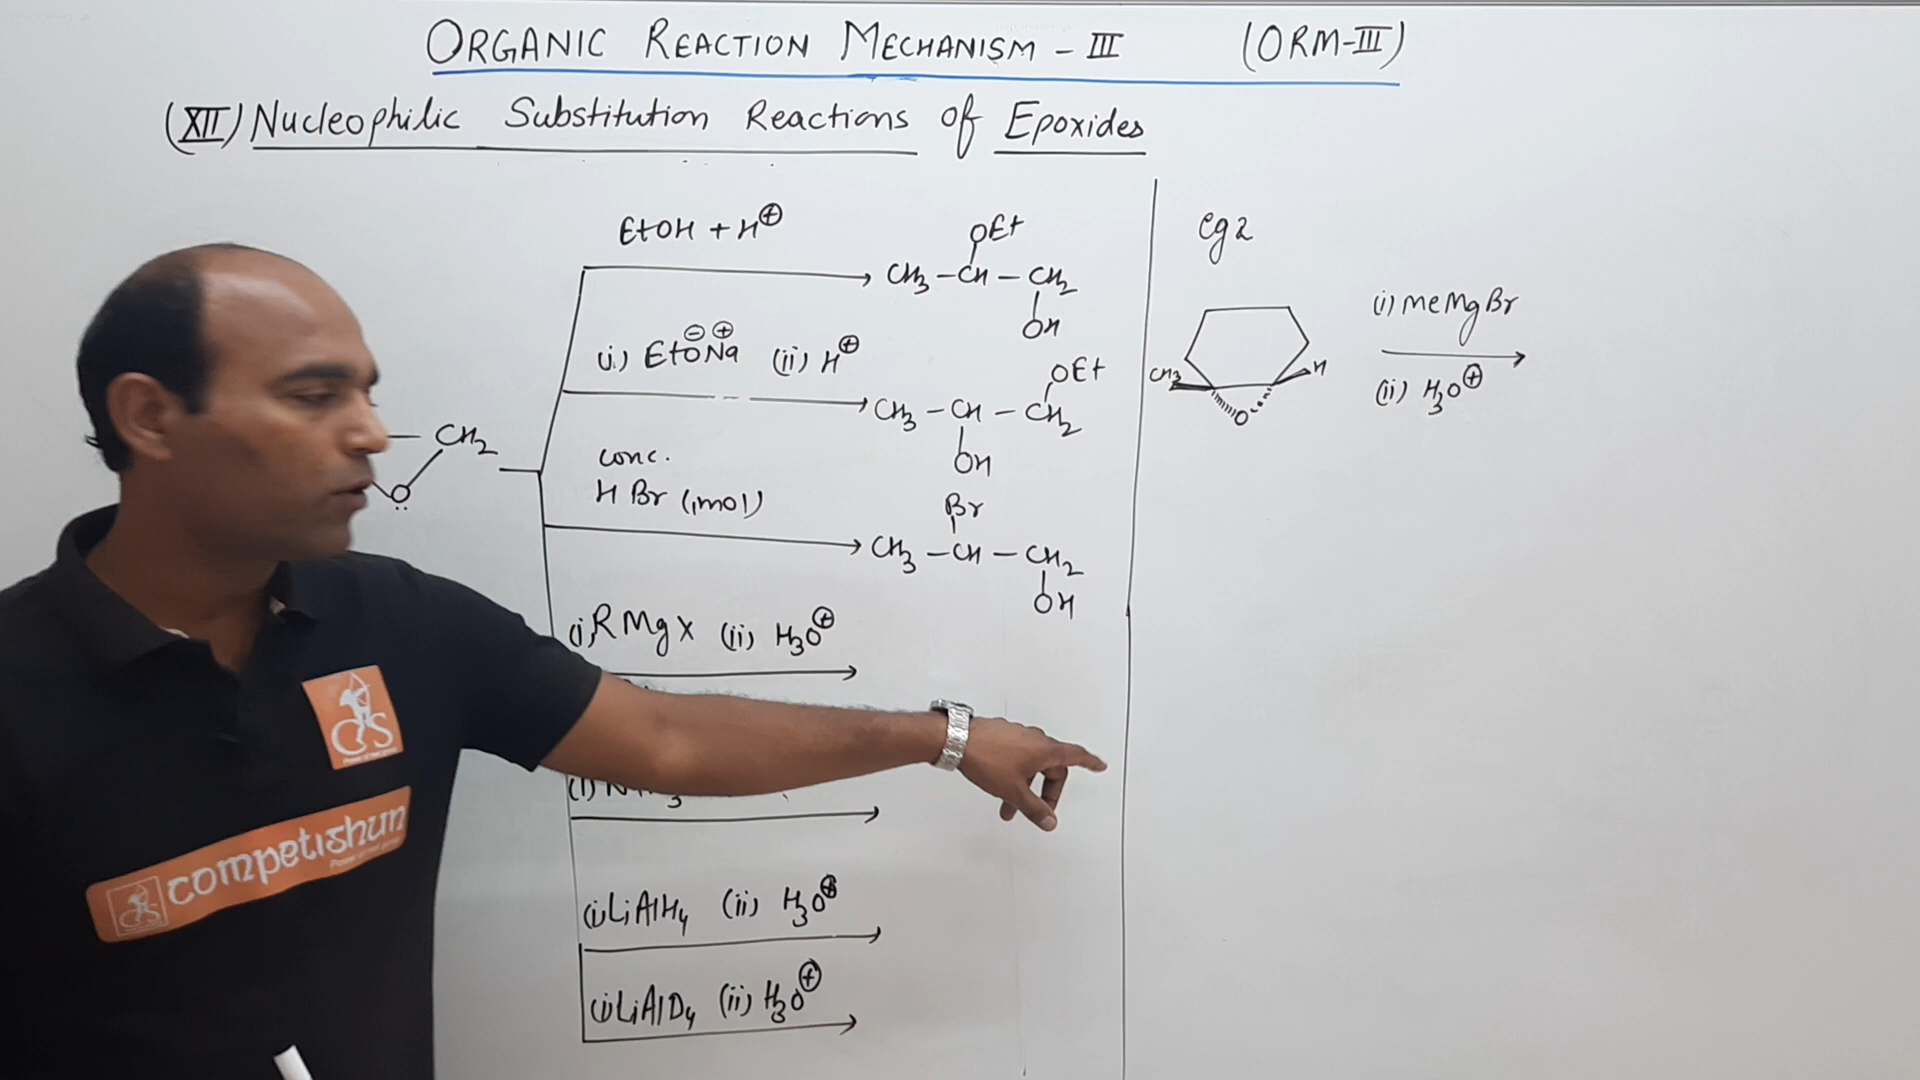 ORGANIC REACTION MECHANISM - III (ORM-III)
(XII) Nucleophilic Substitution Reactions of Epoxides
EtOH + H⊕
OEt
CH3 - CH - CH2
OH
(i) EtO⊖Na⊕ (ii) H⊕
OEt
CH3 - CH - CH2
OH
CH2
O
conc.
HBr (1mol)
Br
CH3 - CH - CH2
OH
(i) RMgX (ii) H3O⊕
(i) LiAlH4 (ii) H3O⊕
(i) LiAlD4 (ii) H3O⊕
eg 2
CH3
H
O
(i) MeMgBr
(ii) H3O⊕
CS
competishun